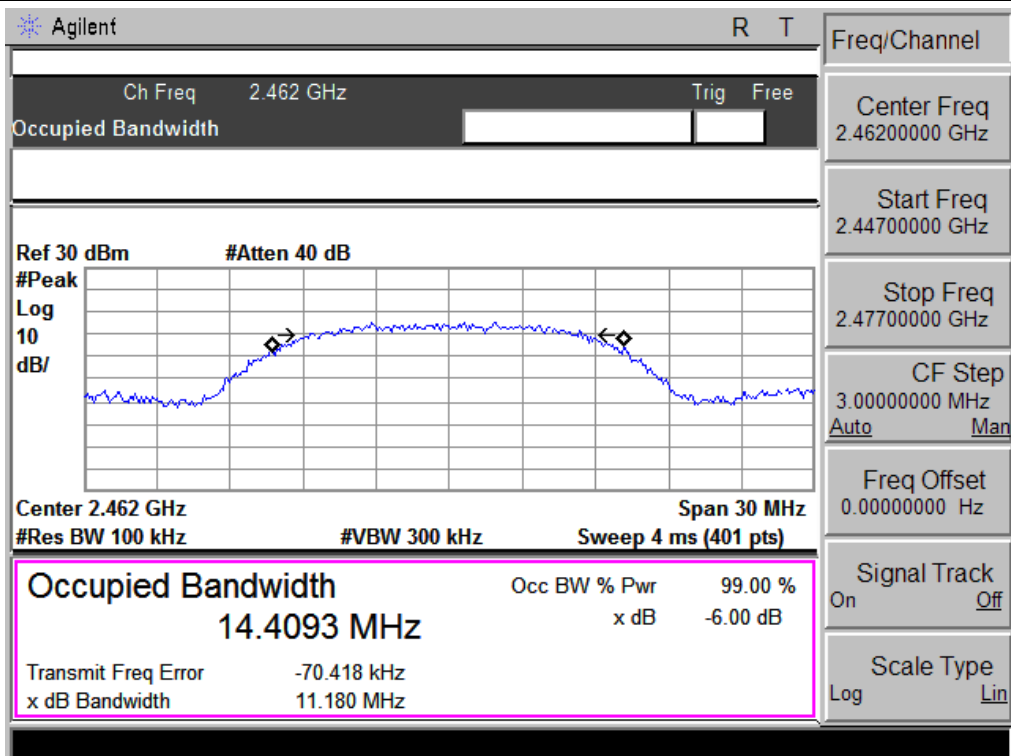 Agilent R T
Ch Freq 2.462 GHz Trig Free
Occupied Bandwidth
Ref 30 dBm #Atten 40 dB
#Peak
Log
10
dB/
Center 2.462 GHz Span 30 MHz
#Res BW 100 kHz #VBW 300 kHz Sweep 4 ms (401 pts)
Occupied Bandwidth
14.4093 MHz
Occ BW % Pwr 99.00 %
x dB -6.00 dB
Transmit Freq Error -70.418 kHz
x dB Bandwidth 11.180 MHz
Freq/Channel
Center Freq
2.46200000 GHz
Start Freq
2.44700000 GHz
Stop Freq
2.47700000 GHz
CF Step
3.00000000 MHz
Auto Man
Freq Offset
0.00000000 Hz
Signal Track
On Off
Scale Type
Log Lin